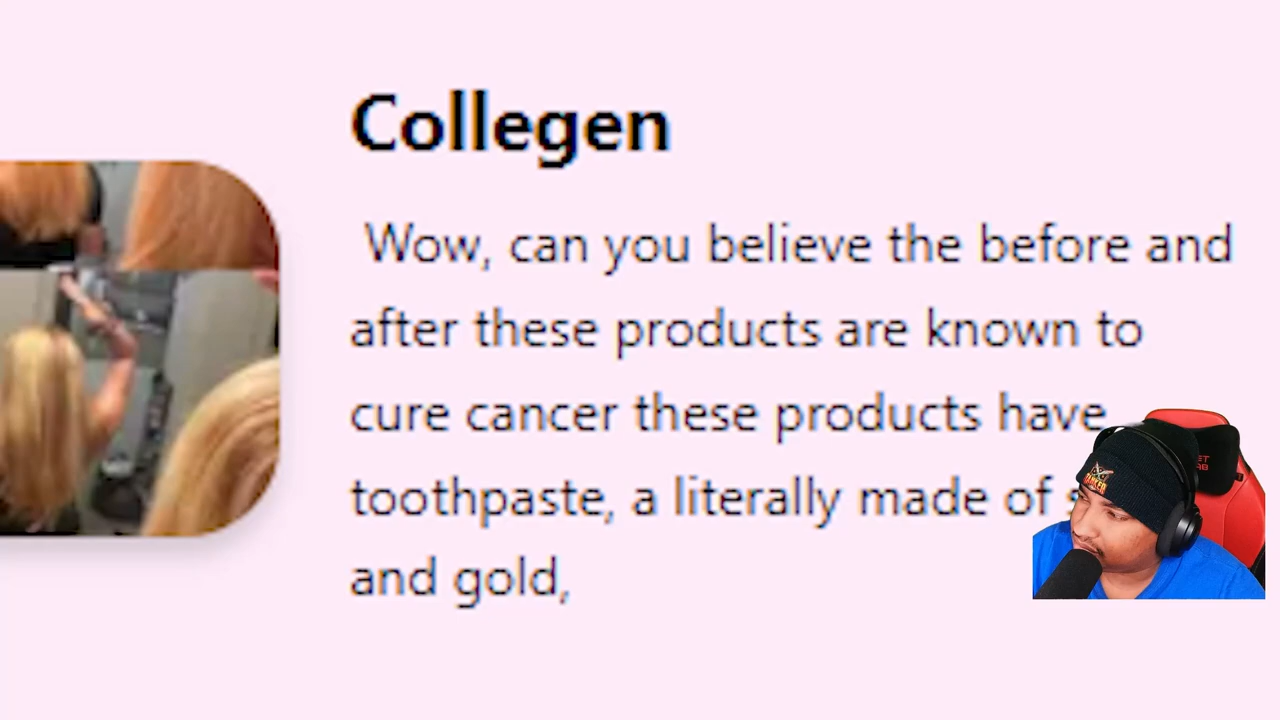 Collegen
Wow, can you believe the before and
after these products are known to
cure cancer these products have
toothpaste, a literally made of
and gold,